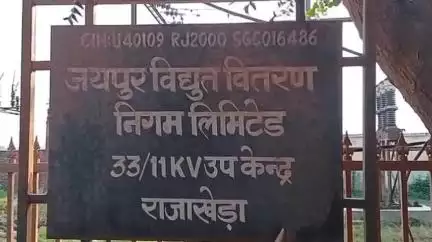 CIN:U40109 RJ2000 SGC016486
जयपुर विद्युत वितरण
निगम लिमिटेड
33/11KV उप केन्द्र
राजाखेड़ा